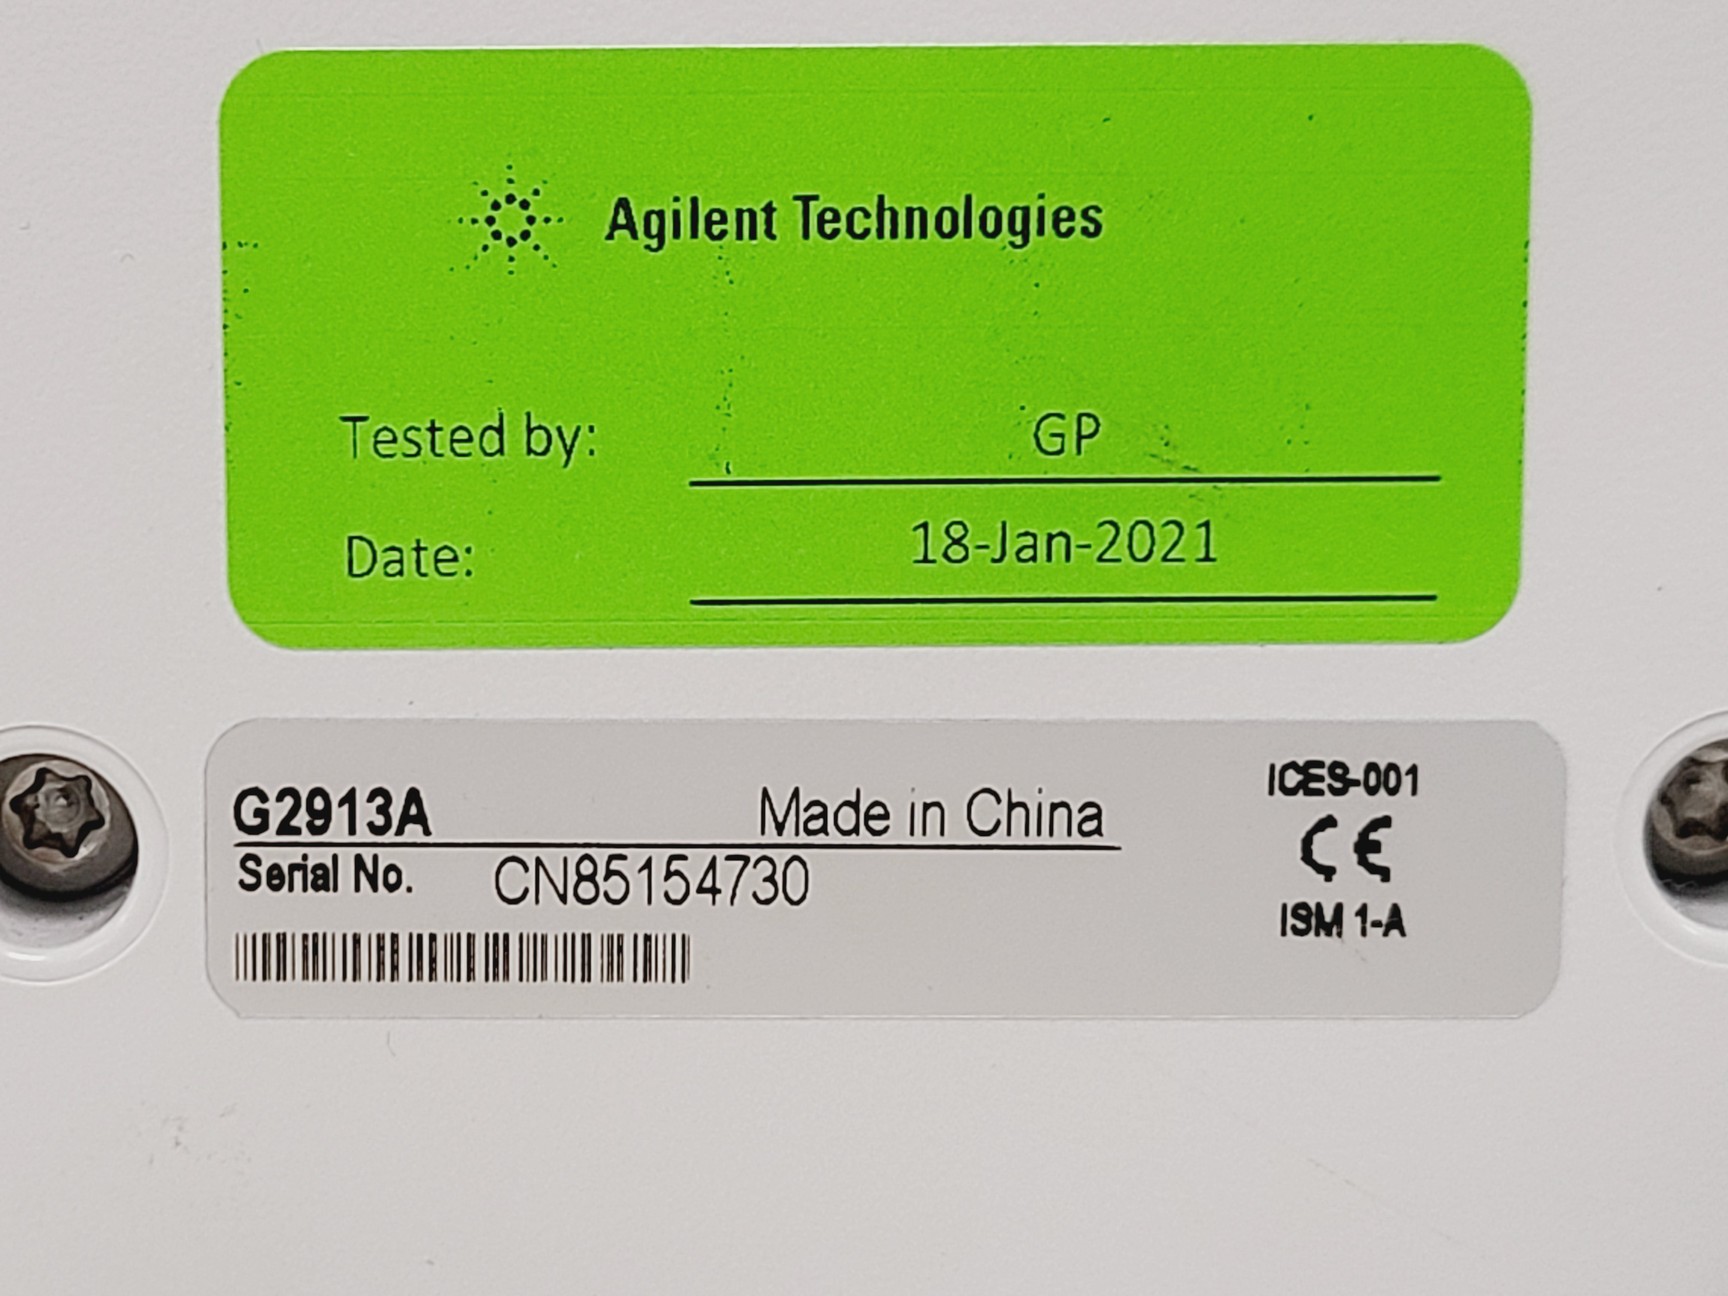 Agilent Technologies
Tested by: GP
Date: 18-Jan-2021
G2913A Made in China
Serial No. CN85154730
ICES-001
CE
ISM 1-A